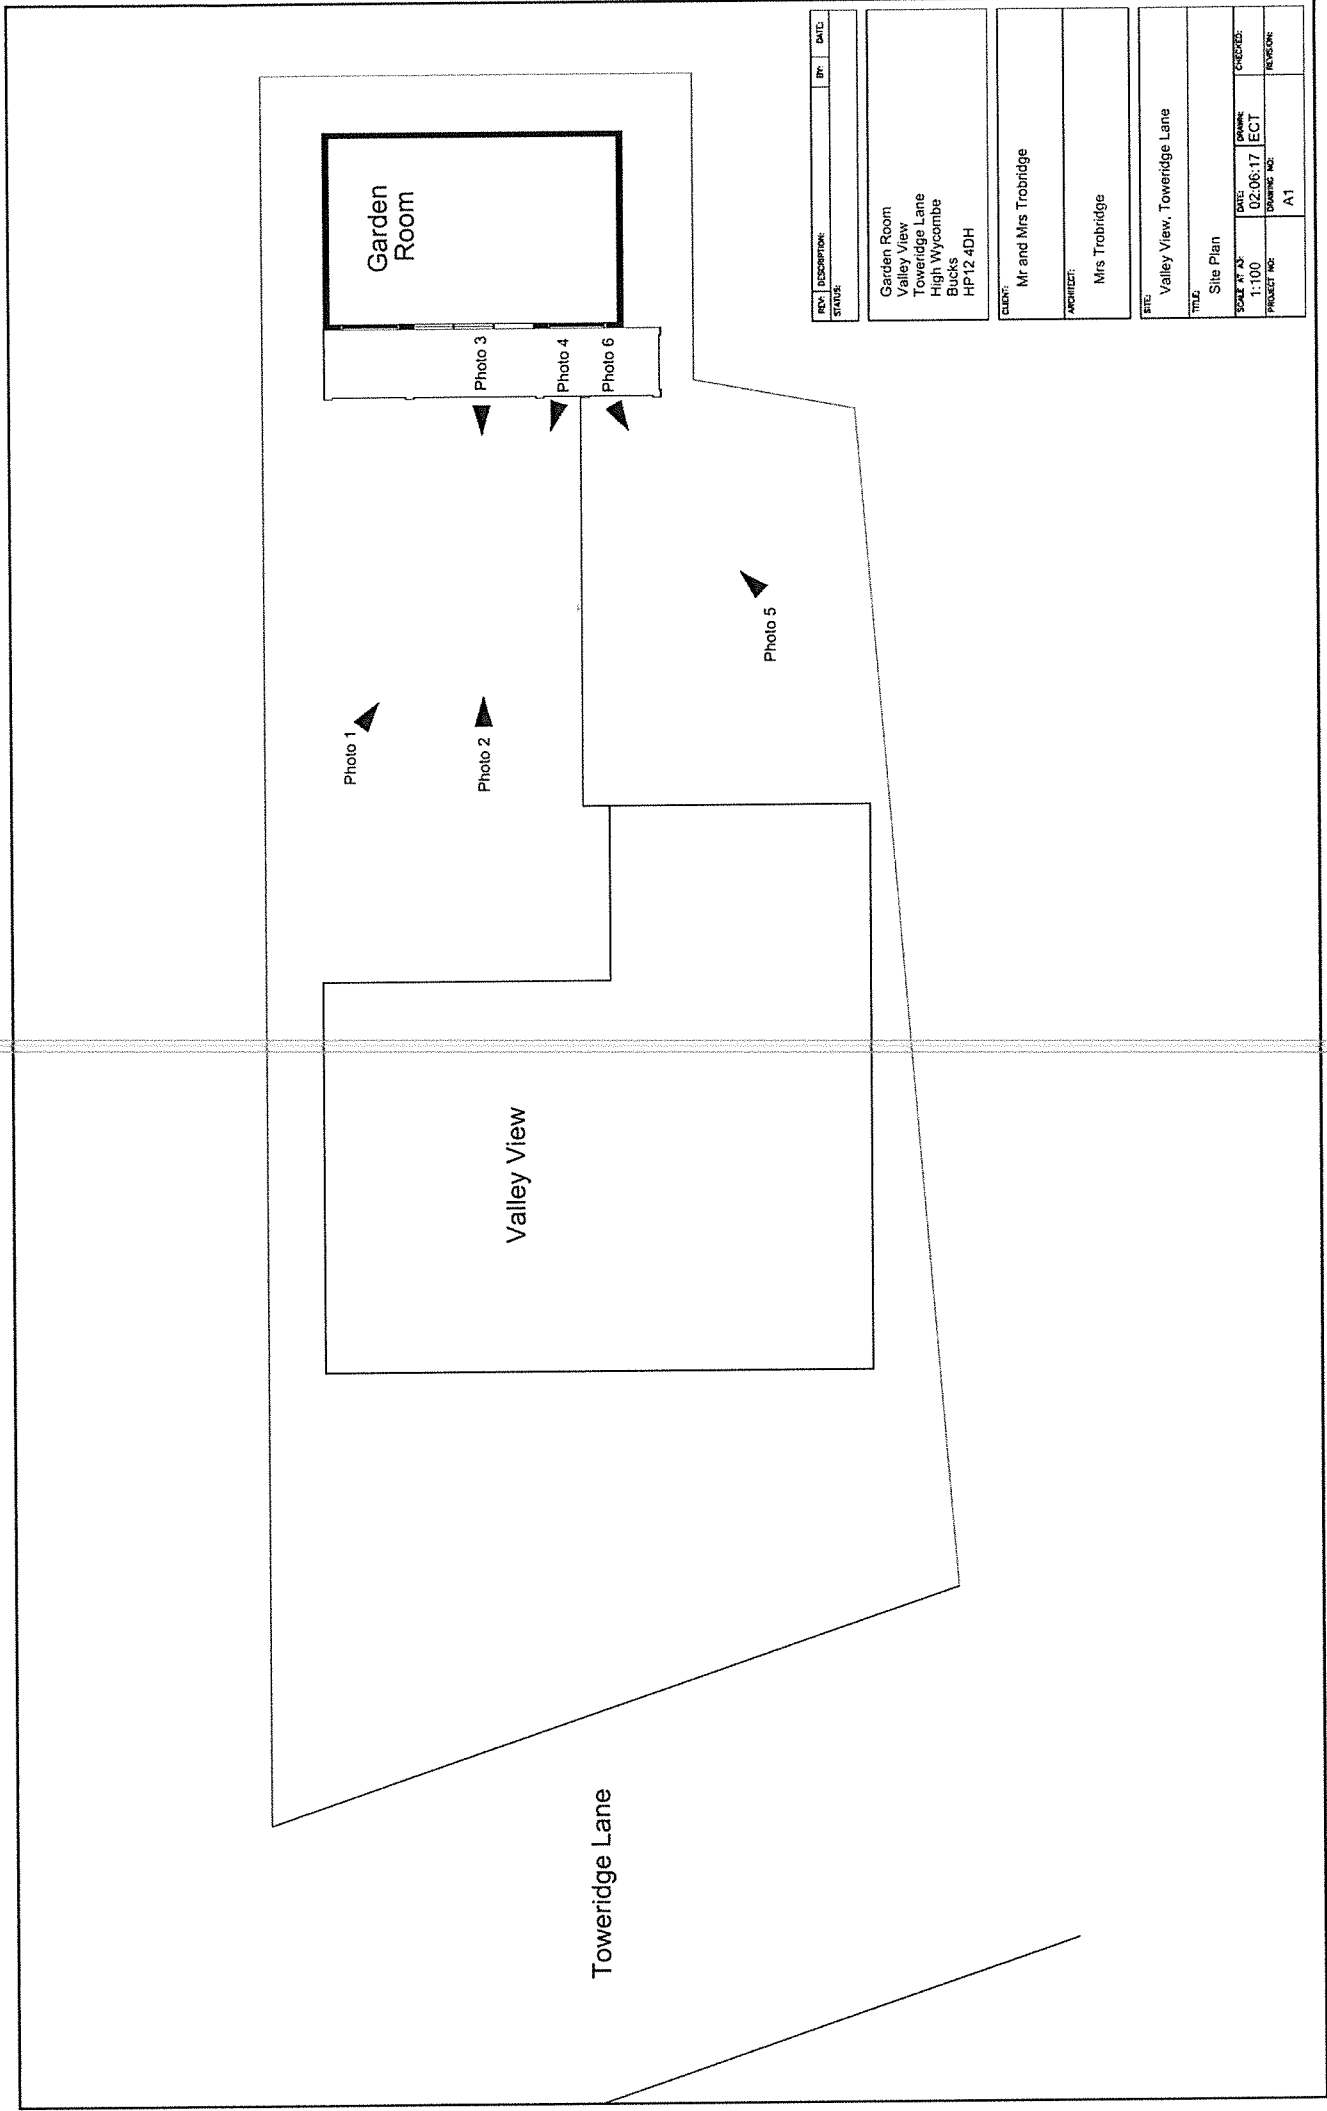 Toweridge Lane
Valley View
Photo 1
Photo 2
Photo 5
Photo 3
Photo 4
Photo 6
Garden
Room
REV: DESCRIPTION: BY: DATE:
STATUS:
Garden Room
Valley View
Toweridge Lane
High Wycombe
Bucks
HP12 4DH
CLIENT:
Mr and Mrs Trobridge
ARCHITECT:
Mrs Trobridge
SITE:
Valley View, Toweridge Lane
TITLE:
Site Plan
SCALE AT A3: DATE: DRAWN: CHECKED:
1:100 02:06:17 ECT
PROJECT NO: DRAWING NO: REVISION:
A1